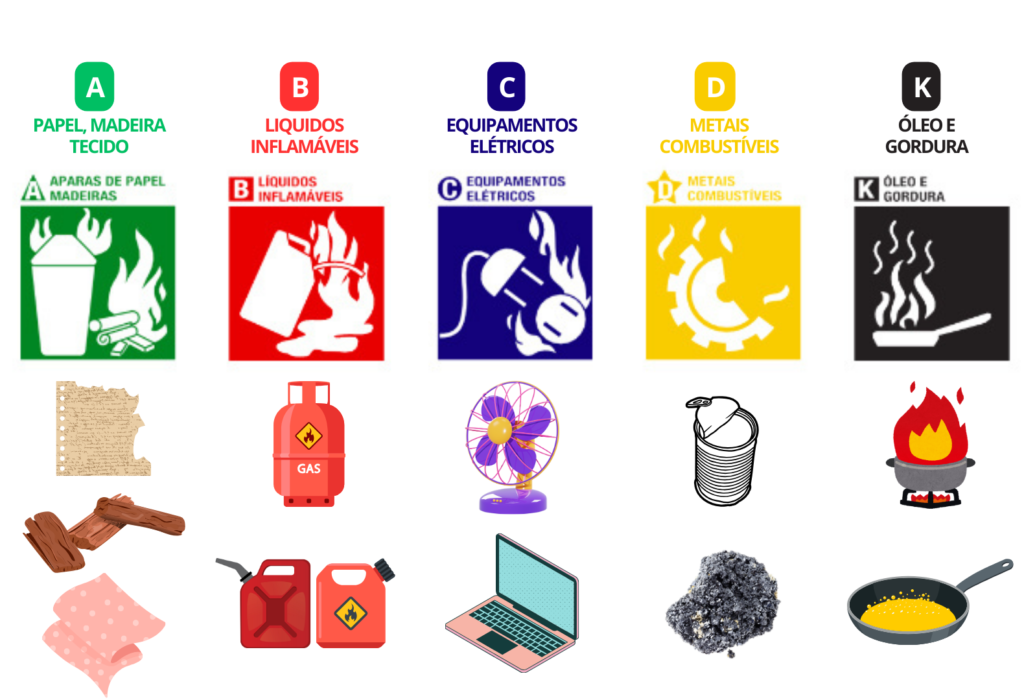 A
PAPEL, MADEIRA
TECIDO
B
LIQUIDOS
INFLAMÁVEIS
C
EQUIPAMENTOS
ELÉTRICOS
D
METAIS
COMBUSTÍVEIS
K
ÓLEO E
GORDURA
A APARAS DE PAPEL
MADEIRAS
B LÍQUIDOS
INFLAMÁVEIS
C EQUIPAMENTOS
ELÉTRICOS
D METAIS
COMBUSTÍVEIS
K ÓLEO E
GORDURA
GAS